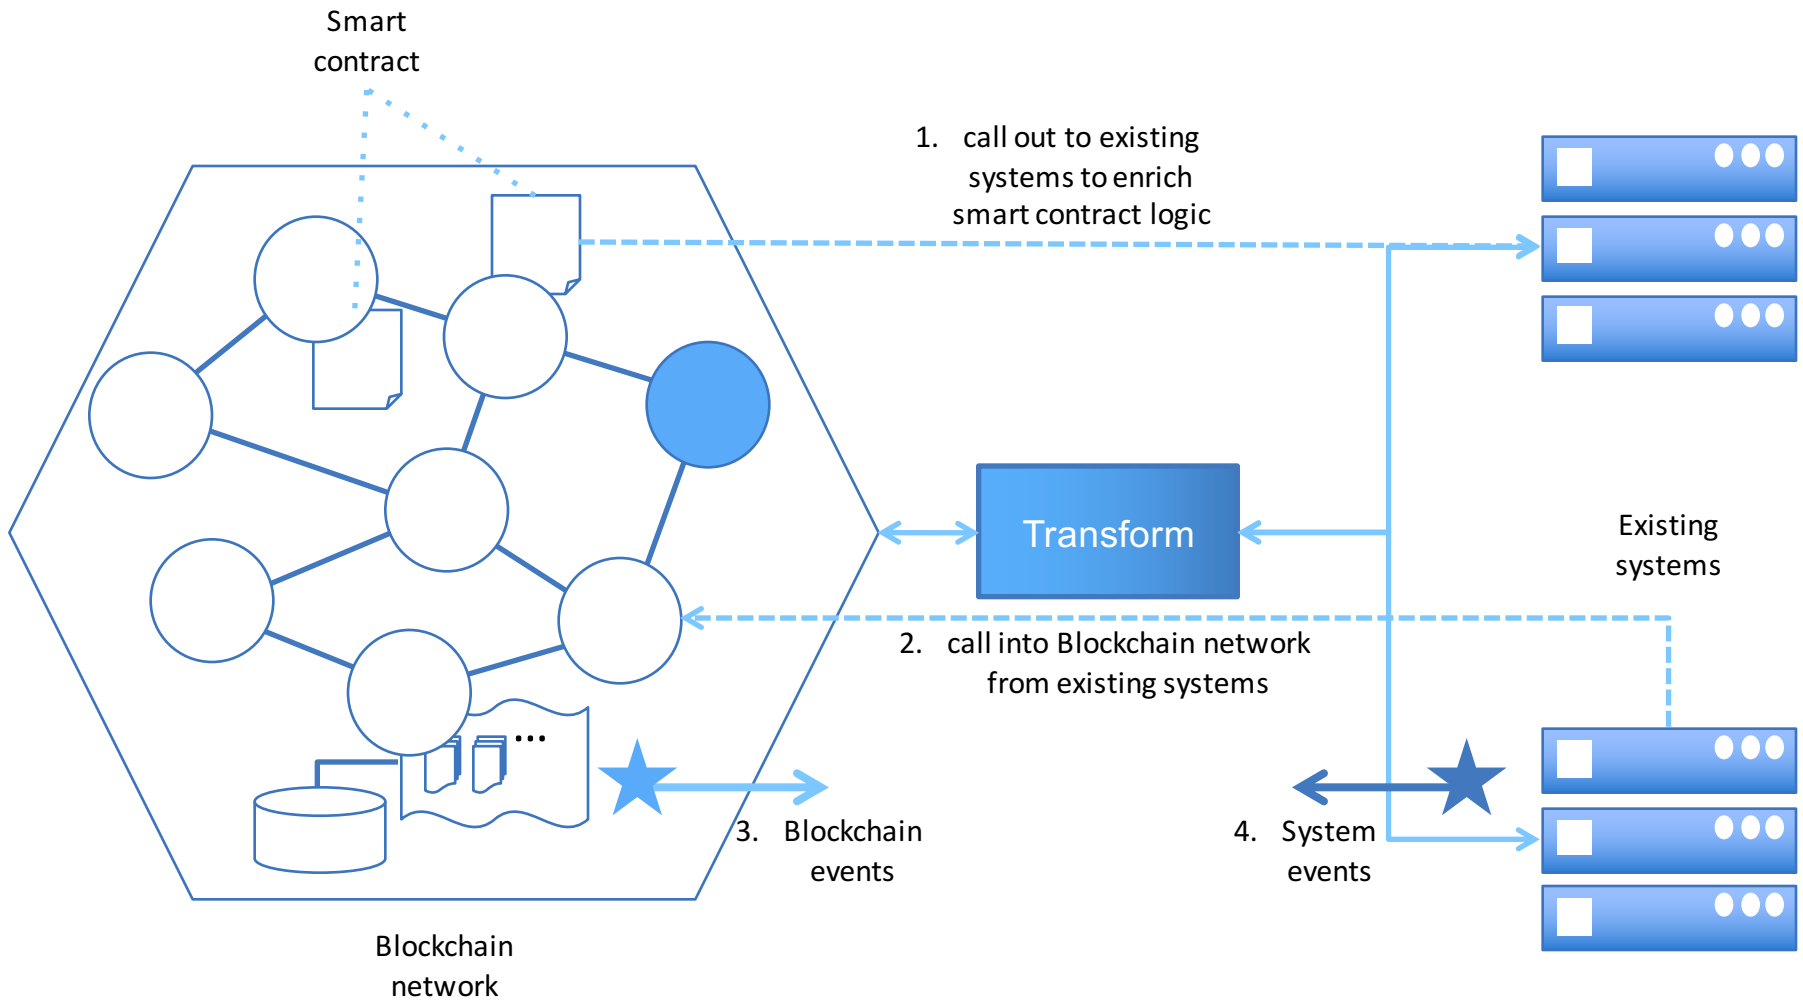 Smart
contract
1. call out to existing
systems to enrich
smart contract logic
Transform
Existing
systems
2. call into Blockchain network
from existing systems
...
3. Blockchain
events
4. System
events
Blockchain
network